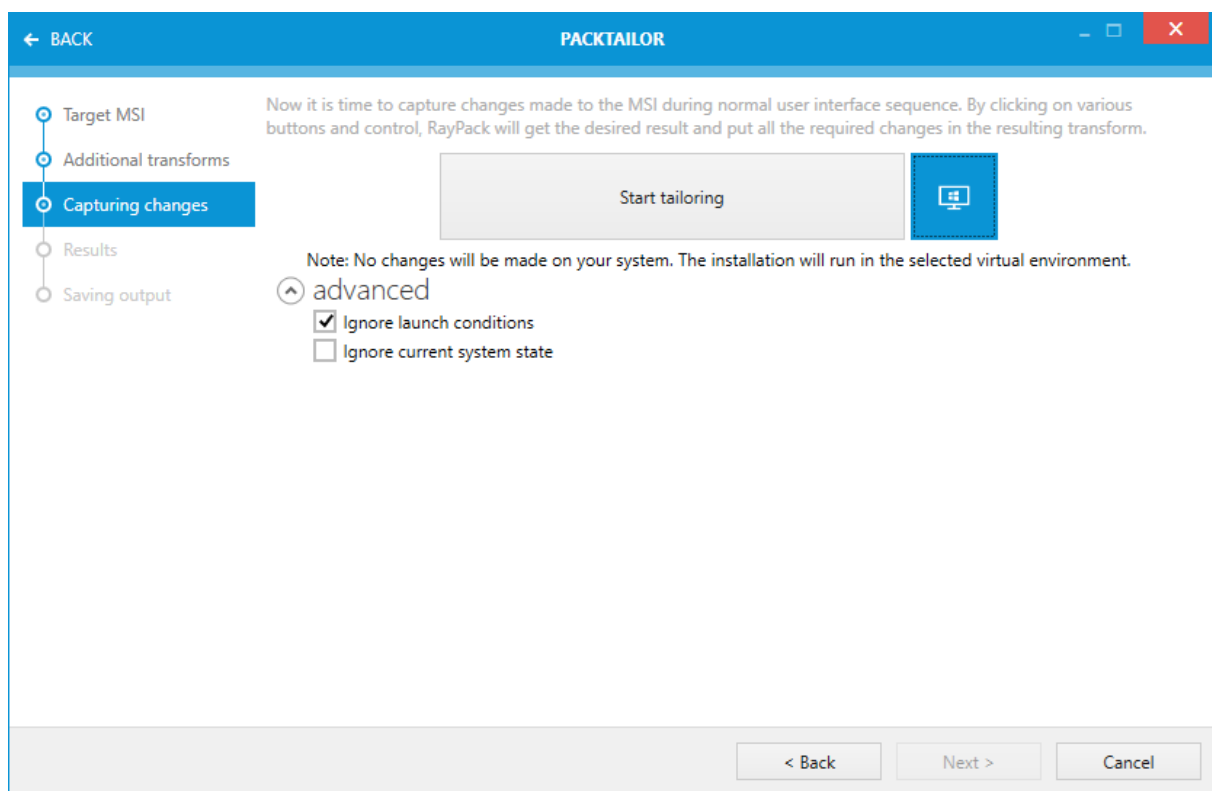 BACK
PACKTAILOR
Target MSI
Additional transforms
Capturing changes
Results
Saving output
Now it is time to capture changes made to the MSI during normal user interface sequence. By clicking on various
buttons and control, RayPack will get the desired result and put all the required changes in the resulting transform.
Start tailoring
Note: No changes will be made on your system. The installation will run in the selected virtual environment.
advanced
Ignore launch conditions
Ignore current system state
< Back
Next >
Cancel